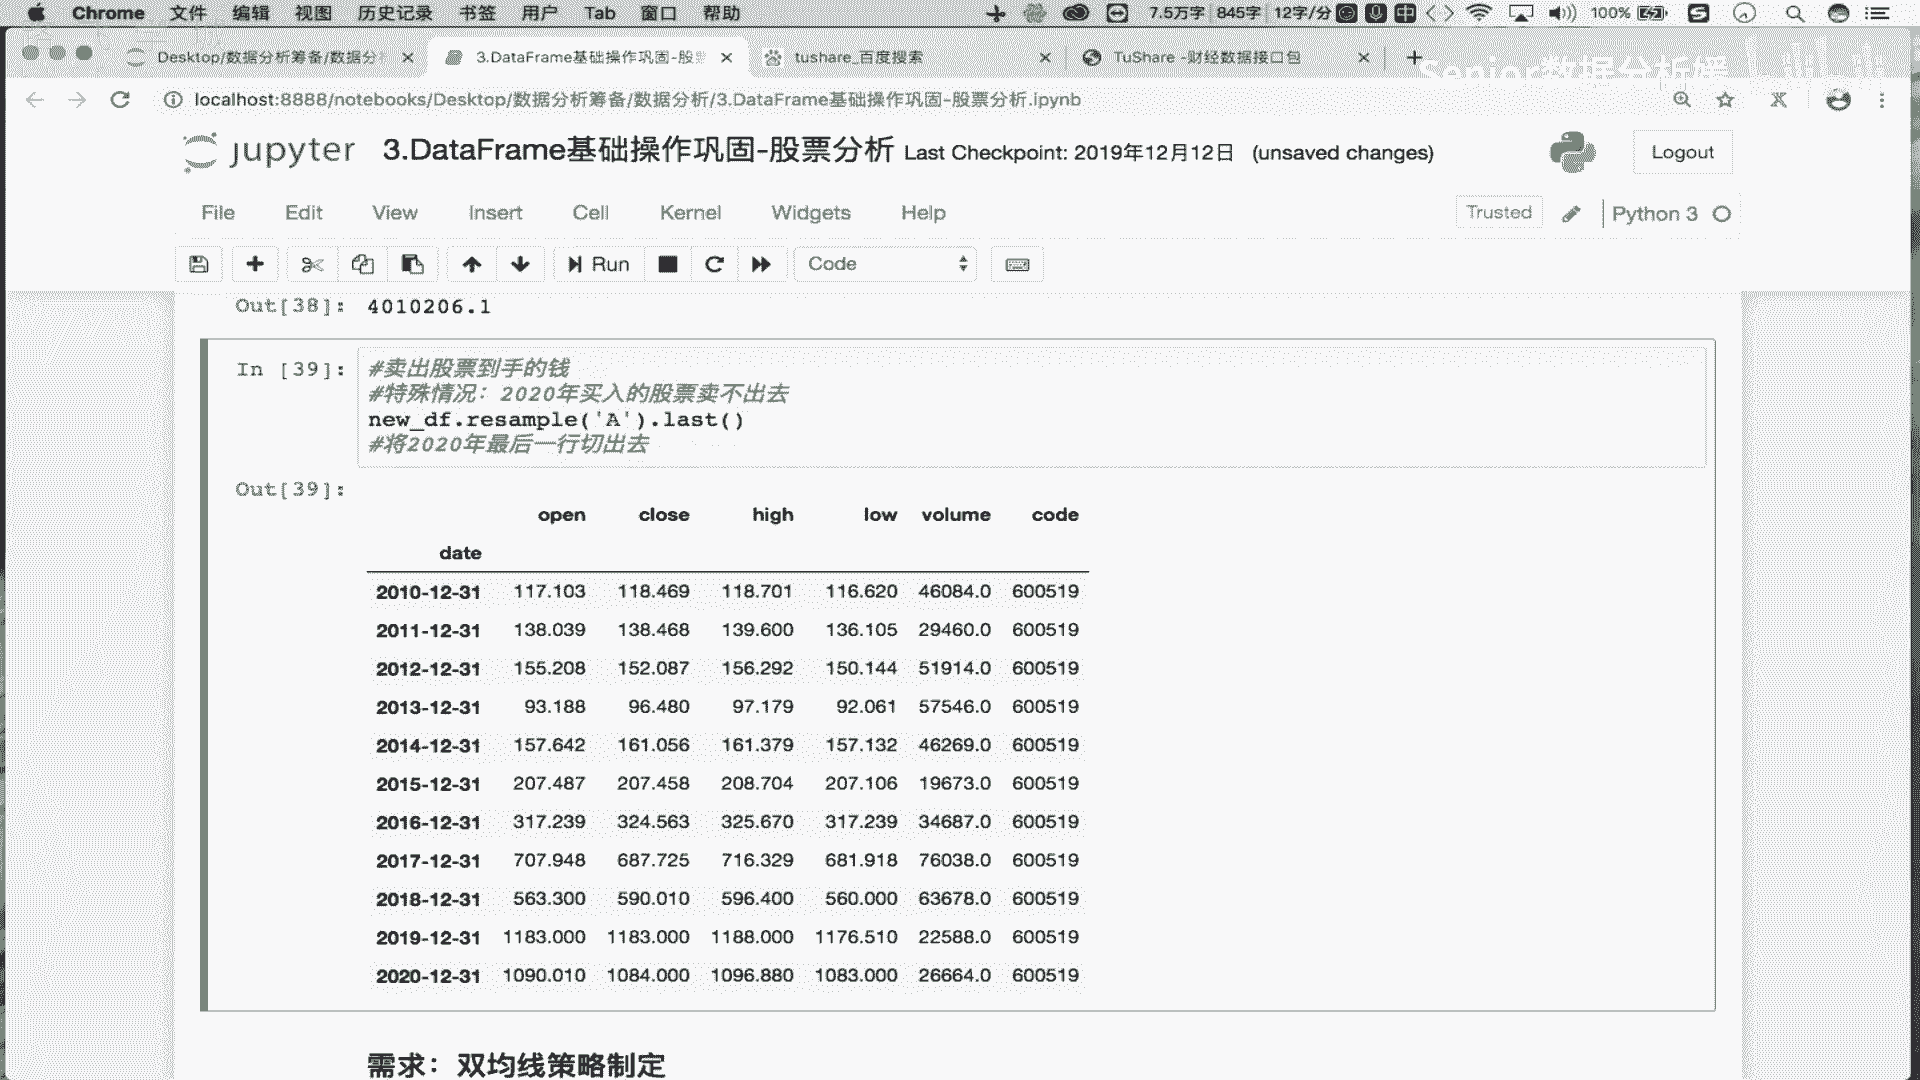 Chrome 文件 编辑 视图 历史记录 书签 用户 Tab 窗口 帮助 7.5万字 845字 12字/分 中 100%
Desktop/数据分析筹备/数据分 3.DataFrame基础操作巩固-股 tushare_百度搜索 TuShare -财经数据接口包
Senior数据分析媛
localhost:8888/notebooks/Desktop/数据分析筹备/数据分析/3.DataFrame基础操作巩固-股票分析.ipynb
jupyter 3.DataFrame基础操作巩固-股票分析 Last Checkpoint: 2019年12月12日 (unsaved changes) Logout
File Edit View Insert Cell Kernel Widgets Help Trusted Python 3
Run Code
Out[38]: 4010206.1
In [39]: #卖出股票到手的钱
#特殊情况：2020年买入的股票卖不出去
new_df.resample('A').last()
#将2020年最后一行切出去
Out[39]:
open close high low volume code
date
2010-12-31 117.103 118.469 118.701 116.620 46084.0 600519
2011-12-31 138.039 138.468 139.600 136.105 29460.0 600519
2012-12-31 155.208 152.087 156.292 150.144 51914.0 600519
2013-12-31 93.188 96.480 97.179 92.061 57546.0 600519
2014-12-31 157.642 161.056 161.379 157.132 46269.0 600519
2015-12-31 207.487 207.458 208.704 207.106 19673.0 600519
2016-12-31 317.239 324.563 325.670 317.239 34687.0 600519
2017-12-31 707.948 687.725 716.329 681.918 76038.0 600519
2018-12-31 563.300 590.010 596.400 560.000 63678.0 600519
2019-12-31 1183.000 1183.000 1188.000 1176.510 22588.0 600519
2020-12-31 1090.010 1084.000 1096.880 1083.000 26664.0 600519
需求：双均线策略制定